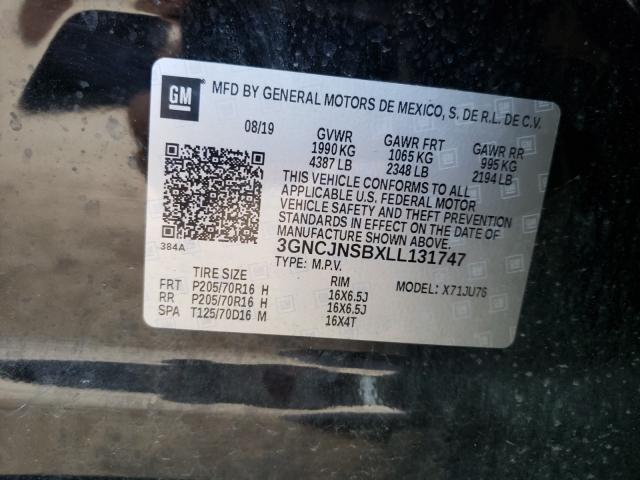 GM ® MFD BY GENERAL MOTORS DE MEXICO, S. DE R.L. DE C.V.
08/19 GVWR GAWR FRT GAWR RR
1990 KG 1065 KG 995 KG
4387 LB 2348 LB 2194 LB
THIS VEHICLE CONFORMS TO ALL
APPLICABLE U.S. FEDERAL MOTOR
VEHICLE SAFETY AND THEFT PREVENTION
STANDARDS IN EFFECT ON THE DATE OF
MANUFACTURE SHOWN ABOVE.
384A 3GNCJNSBXLL131747
TYPE: M.P.V. MODEL: X71JU76
TIRE SIZE RIM
FRT P205/70R16 H 16X6.5J
RR P205/70R16 H 16X6.5J
SPA T125/70D16 M 16X4T